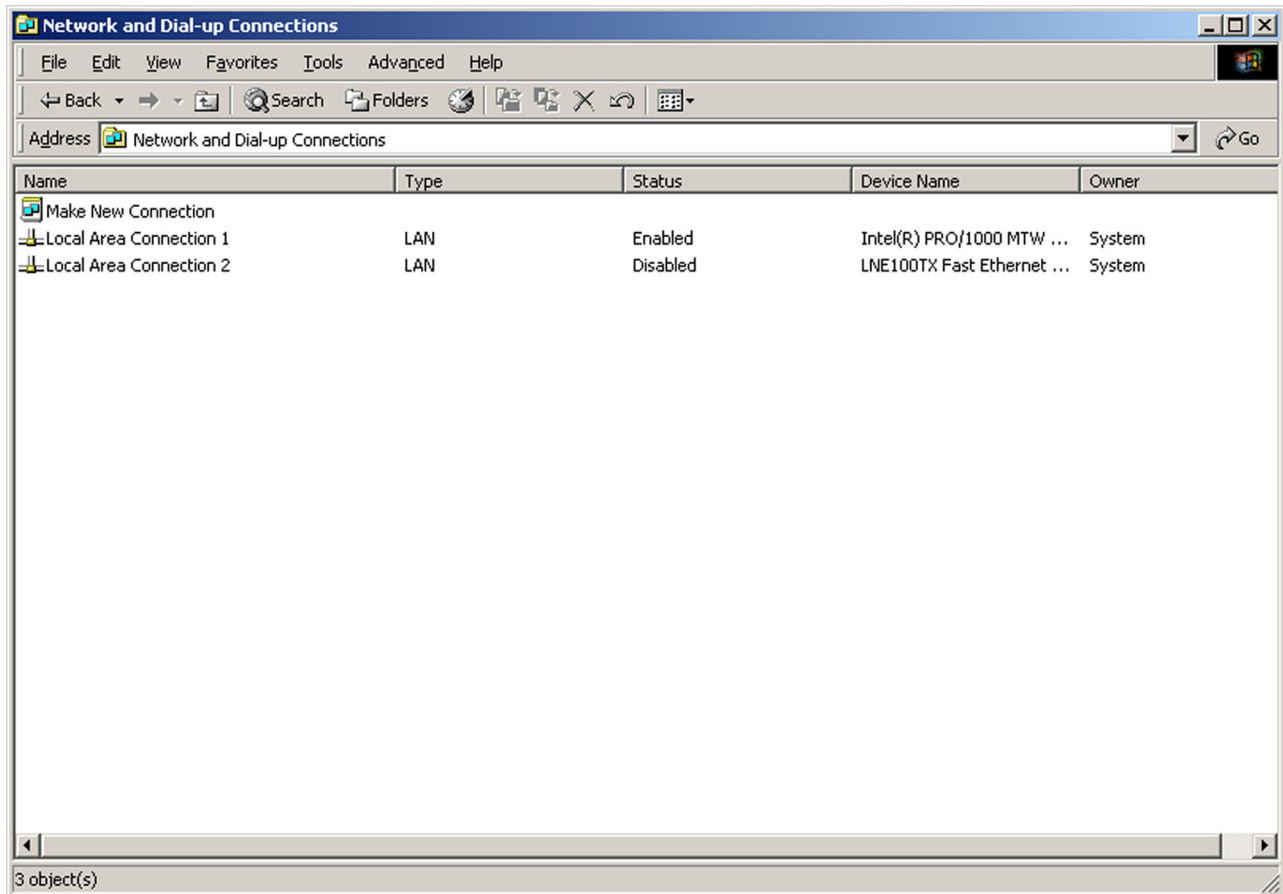 Network and Dial-up Connections
File Edit View Favorites Tools Advanced Help
Back Search Folders
Address Network and Dial-up Connections Go
Name Type Status Device Name Owner
Make New Connection
Local Area Connection 1 LAN Enabled Intel(R) PRO/1000 MTW ... System
Local Area Connection 2 LAN Disabled LNE100TX Fast Ethernet ... System
3 object(s)